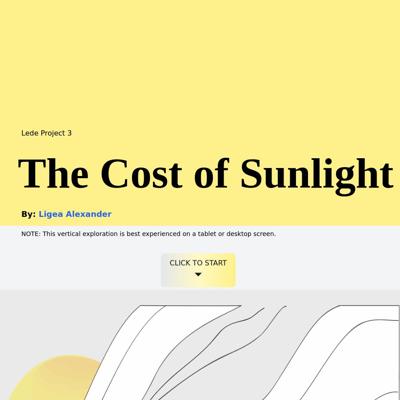 Lede Project 3
The Cost of Sunlight
By: Ligea Alexander
NOTE: This vertical exploration is best experienced on a tablet or desktop screen.
CLICK TO START